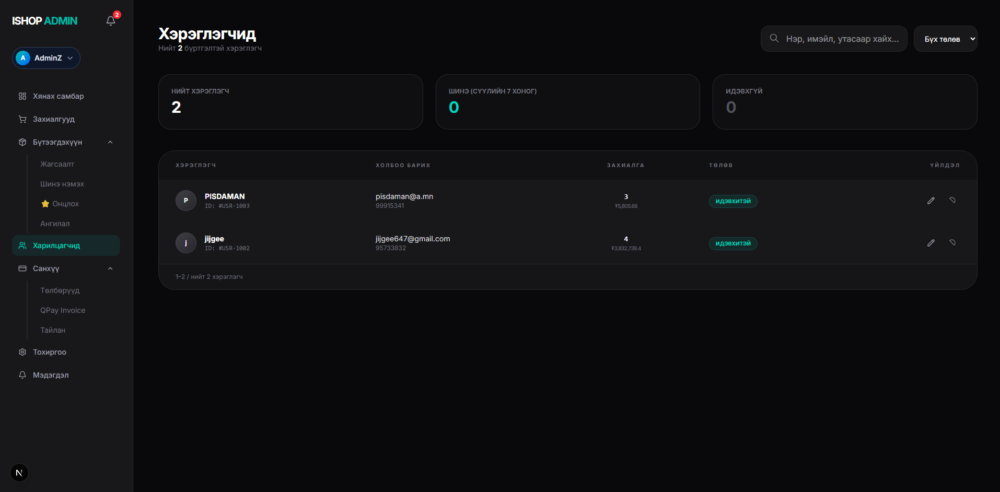 ISHOP ADMIN
2
A AdminZ
Хянах самбар
Захиалгууд
Бүтээгдэхүүн
Жагсаалт
Шинэ нэмэх
⭐ Онцлох
Ангилал
Харилцагчид
Санхүү
Төлбөрүүд
QPay Invoice
Тайлан
Тохиргоо
Мэдэгдэл
N
Хэрэглэгчид
Нийт 2 бүртгэлтэй хэрэглэгч
Нэр, имэйл, утасаар хайх...
Бүх төлөв
НИЙТ ХЭРЭГЛЭГЧ
2
ШИНЭ (СҮҮЛИЙН 7 ХОНОГ)
0
ИДЭВХГҮЙ
0
ХЭРЭГЛЭГЧ ХОЛБОО БАРИХ ЗАХИАЛГА ТӨЛӨВ ҮЙЛДЭЛ
P PISDAMAN pisdaman@a.mn 3 ИДЭВХИТЭЙ
ID: #USR-1003 99915341 ₮5,805.66
j jijgee jijgee647@gmail.com 4 ИДЭВХИТЭЙ
ID: #USR-1002 95733832 ₮3,832,739.4
1–2 / нийт 2 хэрэглэгч